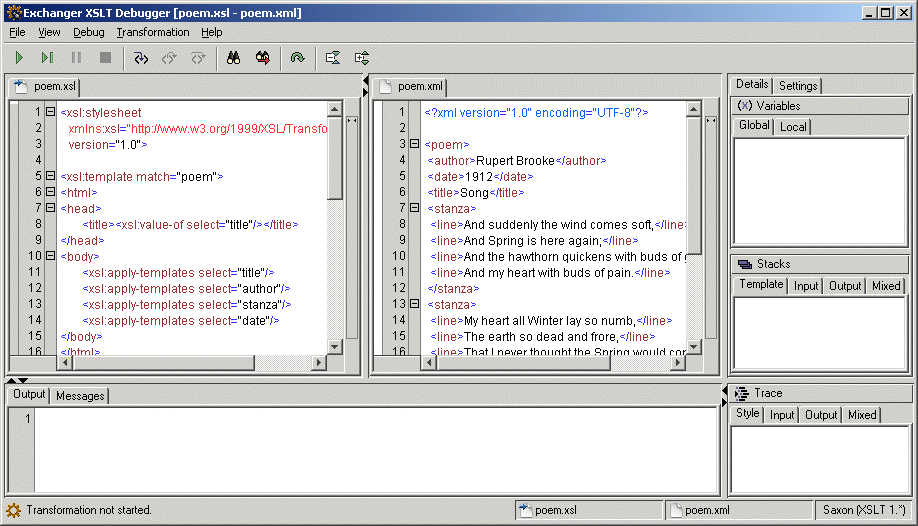 Exchanger XSLT Debugger [poem.xsl - poem.xml]
File View Debug Transformation Help
poem.xsl
1 <xsl:stylesheet
2 xmlns:xsl="http://www.w3.org/1999/XSL/Transfo
3 version="1.0">
4
5 <xsl:template match="poem">
6 <html>
7 <head>
8 <title><xsl:value-of select="title"/></title>
9 </head>
10 <body>
11 <xsl:apply-templates select="title"/>
12 <xsl:apply-templates select="author"/>
13 <xsl:apply-templates select="stanza"/>
14 <xsl:apply-templates select="date"/>
15 </body>
16 </html>
poem.xml
1 <?xml version="1.0" encoding="UTF-8"?>
2
3 <poem>
4 <author>Rupert Brooke</author>
5 <date>1912</date>
6 <title>Song</title>
7 <stanza>
8 <line>And suddenly the wind comes soft,</line>
9 <line>And Spring is here again;</line>
10 <line>And the hawthorn quickens with buds of
11 <line>And my heart with buds of pain.</line>
12 </stanza>
13 <stanza>
14 <line>My heart all Winter lay so numb,</line>
15 <line>The earth so dead and frore,</line>
16 <line>That I never thought the Spring would
Details Settings
(X) Variables
Global Local
Stacks
Template Input Output Mixed
Output Messages
1
Trace
Style Input Output Mixed
Transformation not started.
poem.xsl
poem.xml
Saxon (XSLT 1.*)